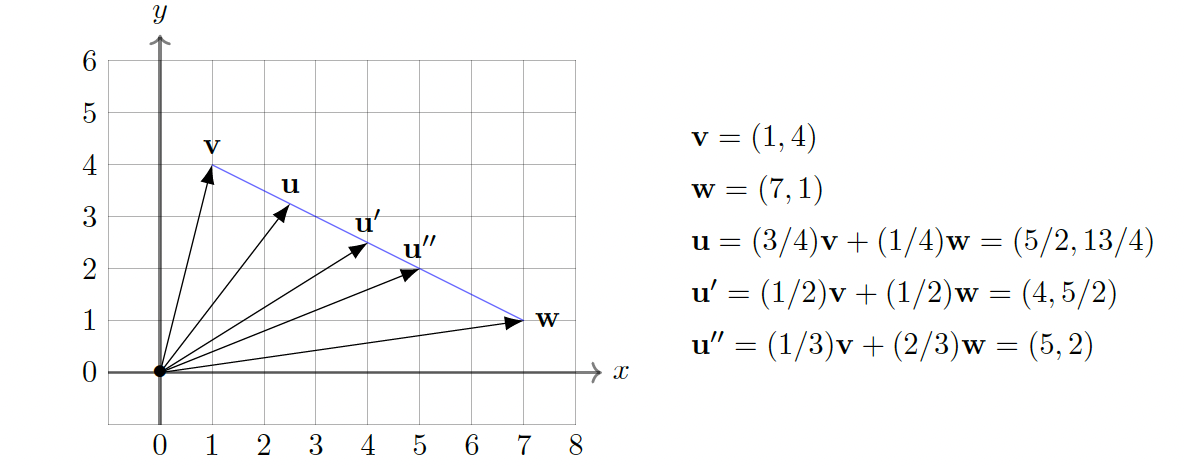 y
6
5
4
3
2
1
0
v
u
u′
u″
w
x
0 1 2 3 4 5 6 7 8
v = (1, 4)
w = (7, 1)
u = (3/4)v + (1/4)w = (5/2, 13/4)
u′ = (1/2)v + (1/2)w = (4, 5/2)
u″ = (1/3)v + (2/3)w = (5, 2)